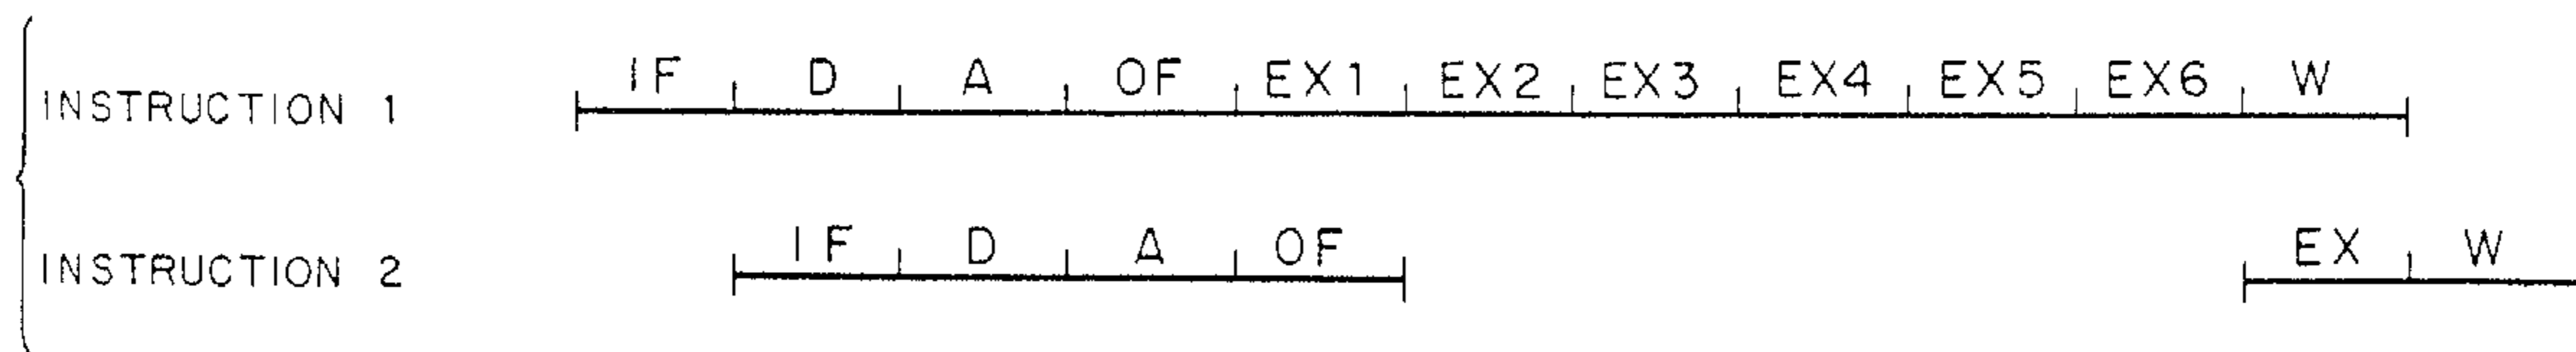 INSTRUCTION 1 IF D A OF EX1 EX2 EX3 EX4 EX5 EX6 W
INSTRUCTION 2 IF D A OF EX W